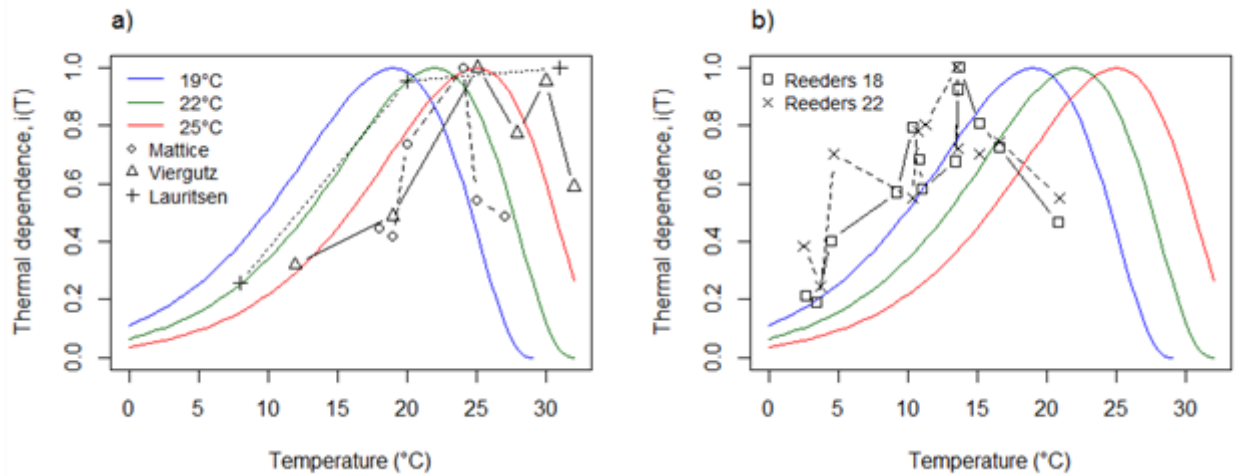 a)
Thermal dependence, i(T)
1.0
0.8
0.6
0.4
0.2
0.0
19°C
22°C
25°C
Mattice
Viergutz
Lauritsen
0 5 10 15 20 25 30
Temperature (°C)
b)
Thermal dependence, i(T)
1.0
0.8
0.6
0.4
0.2
0.0
Reeders 18
Reeders 22
0 5 10 15 20 25 30
Temperature (°C)